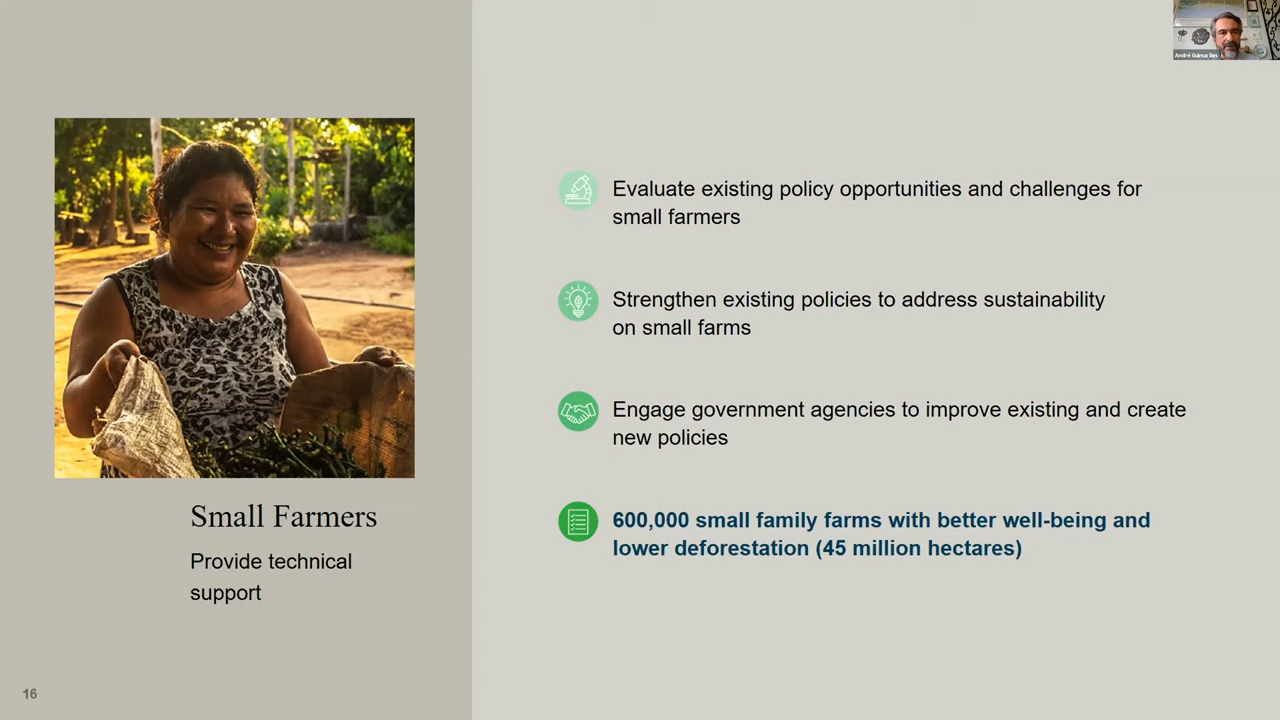 André Guimarães
Evaluate existing policy opportunities and challenges for
small farmers
Strengthen existing policies to address sustainability
on small farms
Engage government agencies to improve existing and create
new policies
600,000 small family farms with better well-being and
lower deforestation (45 million hectares)
Small Farmers
Provide technical
support
16